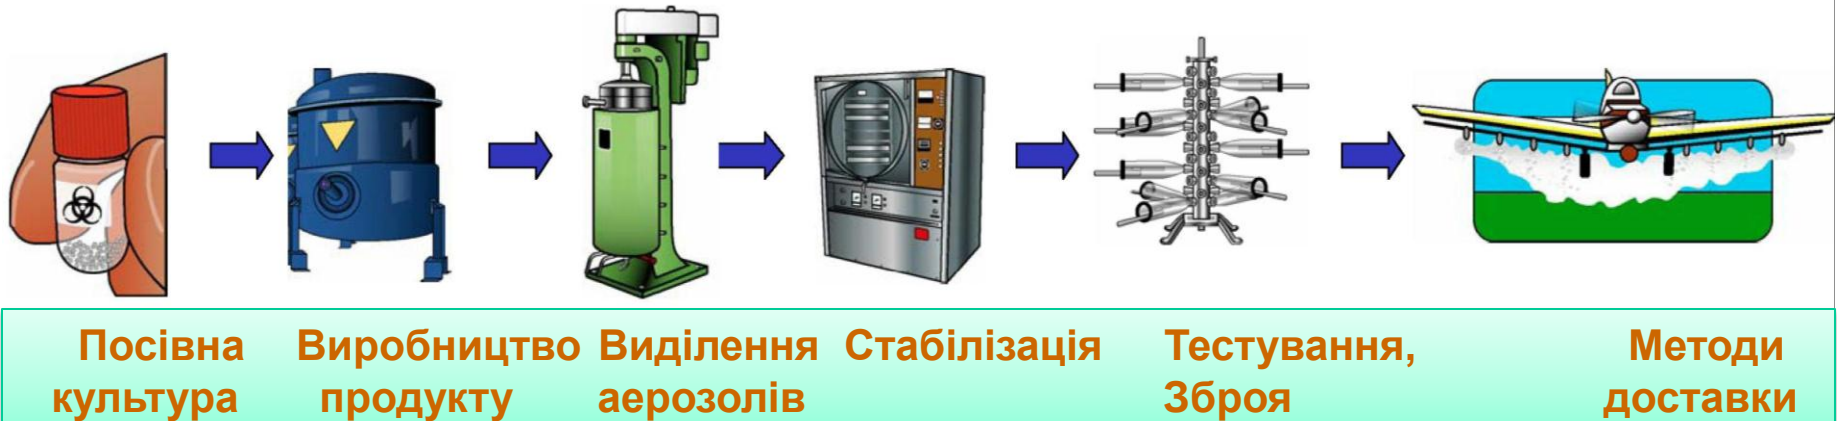 Посівна Виробництво Виділення Стабілізація Тестування, Методи
культура продукту аерозолів Зброя доставки